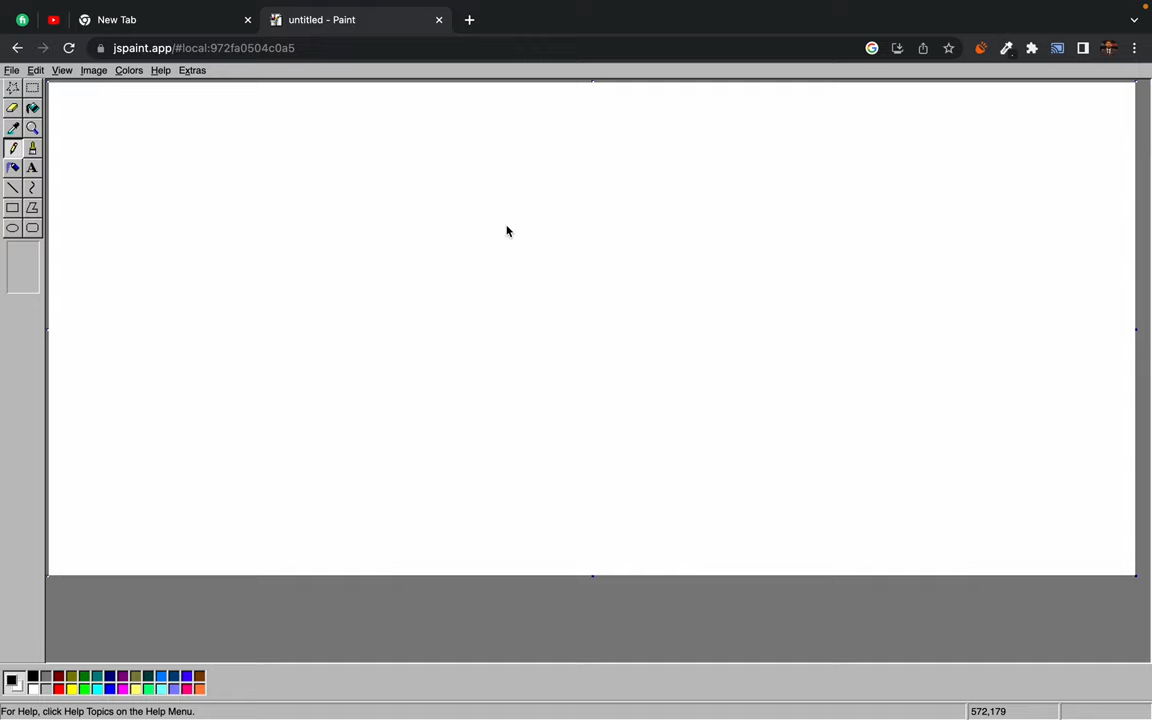 New Tab
untitled - Paint
jspaint.app/#local:972fa0504c0a5
File Edit View Image Colors Help Extras
A
For Help, click Help Topics on the Help Menu.
572,179